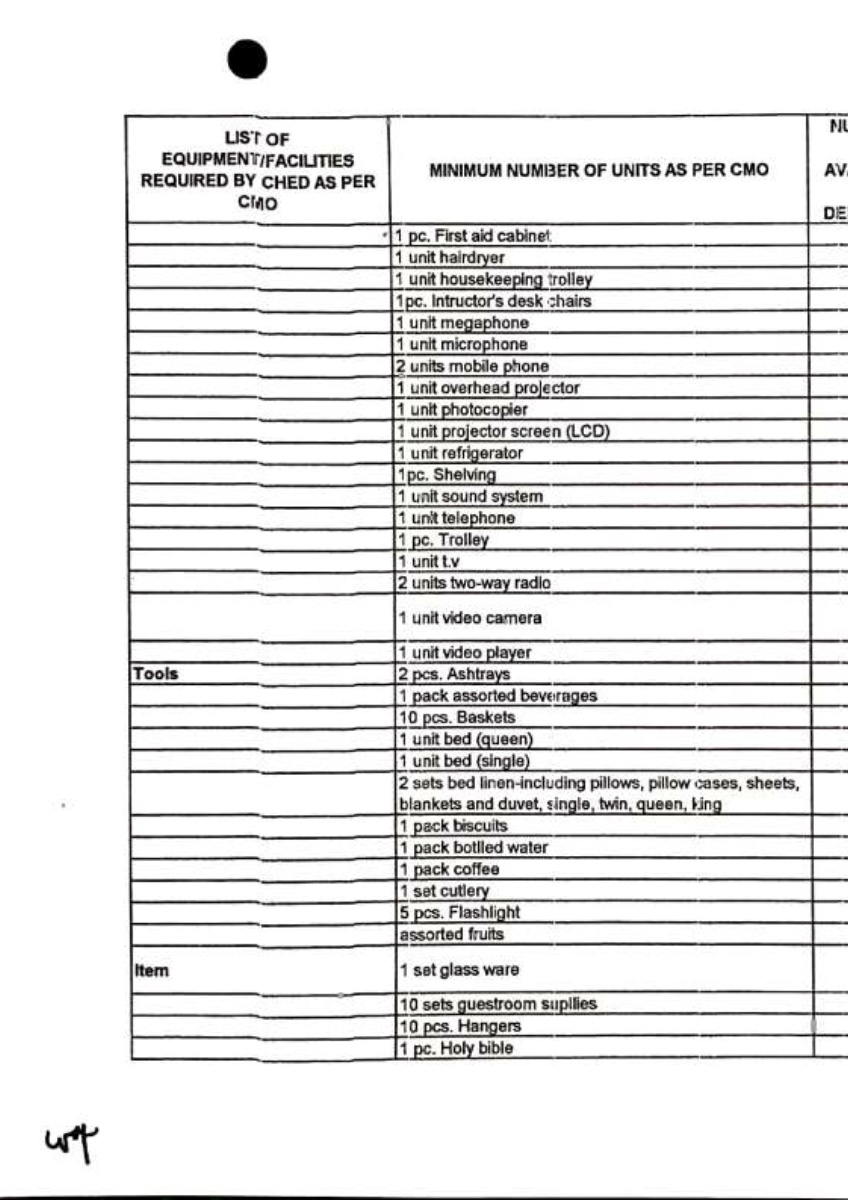 LIST OF
EQUIPMENT/FACILITIES
REQUIRED BY CHED AS PER
CMO
MINIMUM NUMBER OF UNITS AS PER CMO
1 pc. First aid cabinet
1 unit hairdryer
1 unit housekeeping trolley
1pc. Intructor's desk chairs
1 unit megaphone
1 unit microphone
2 units mobile phone
1 unit overhead projector
1 unit photocopier
1 unit projector screen (LCD)
1 unit refrigerator
1pc. Shelving
1 unit sound system
1 unit telephone
1 pc. Trolley
1 unit t.v
2 units two-way radio
1 unit video camera
1 unit video player
Tools 2 pcs. Ashtrays
1 pack assorted beverages
10 pcs. Baskets
1 unit bed (queen)
1 unit bed (single)
2 sets bed linen-including pillows, pillow cases, sheets,
blankets and duvet, single, twin, queen, king
1 pack biscuits
1 pack botlled water
1 pack coffee
1 set cutlery
5 pcs. Flashlight
assorted fruits
Item 1 set glass ware
10 sets guestroom supllies
10 pcs. Hangers
1 pc. Holy bible